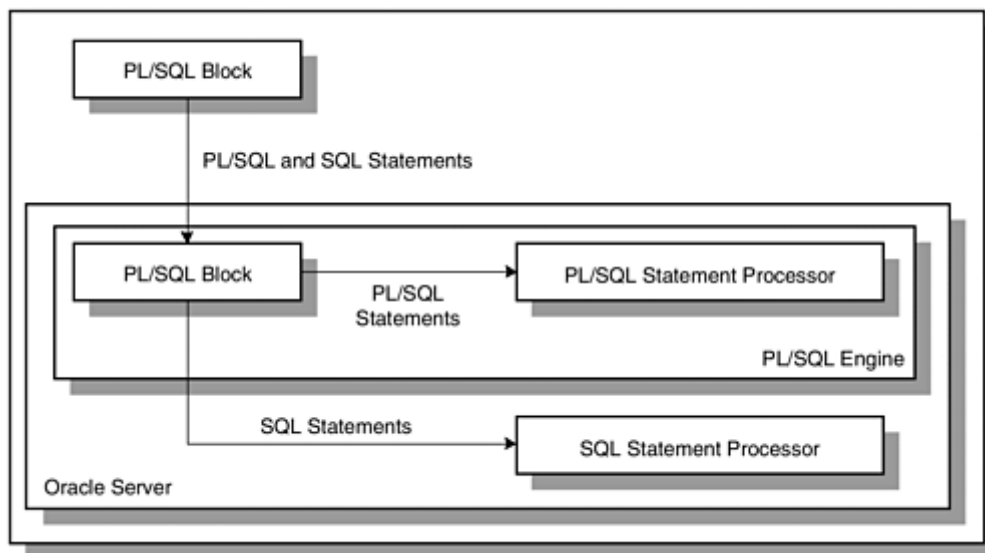 PL/SQL Block
PL/SQL and SQL Statements
PL/SQL Block
PL/SQL Statement Processor
PL/SQL
Statements
PL/SQL Engine
SQL Statements
SQL Statement Processor
Oracle Server